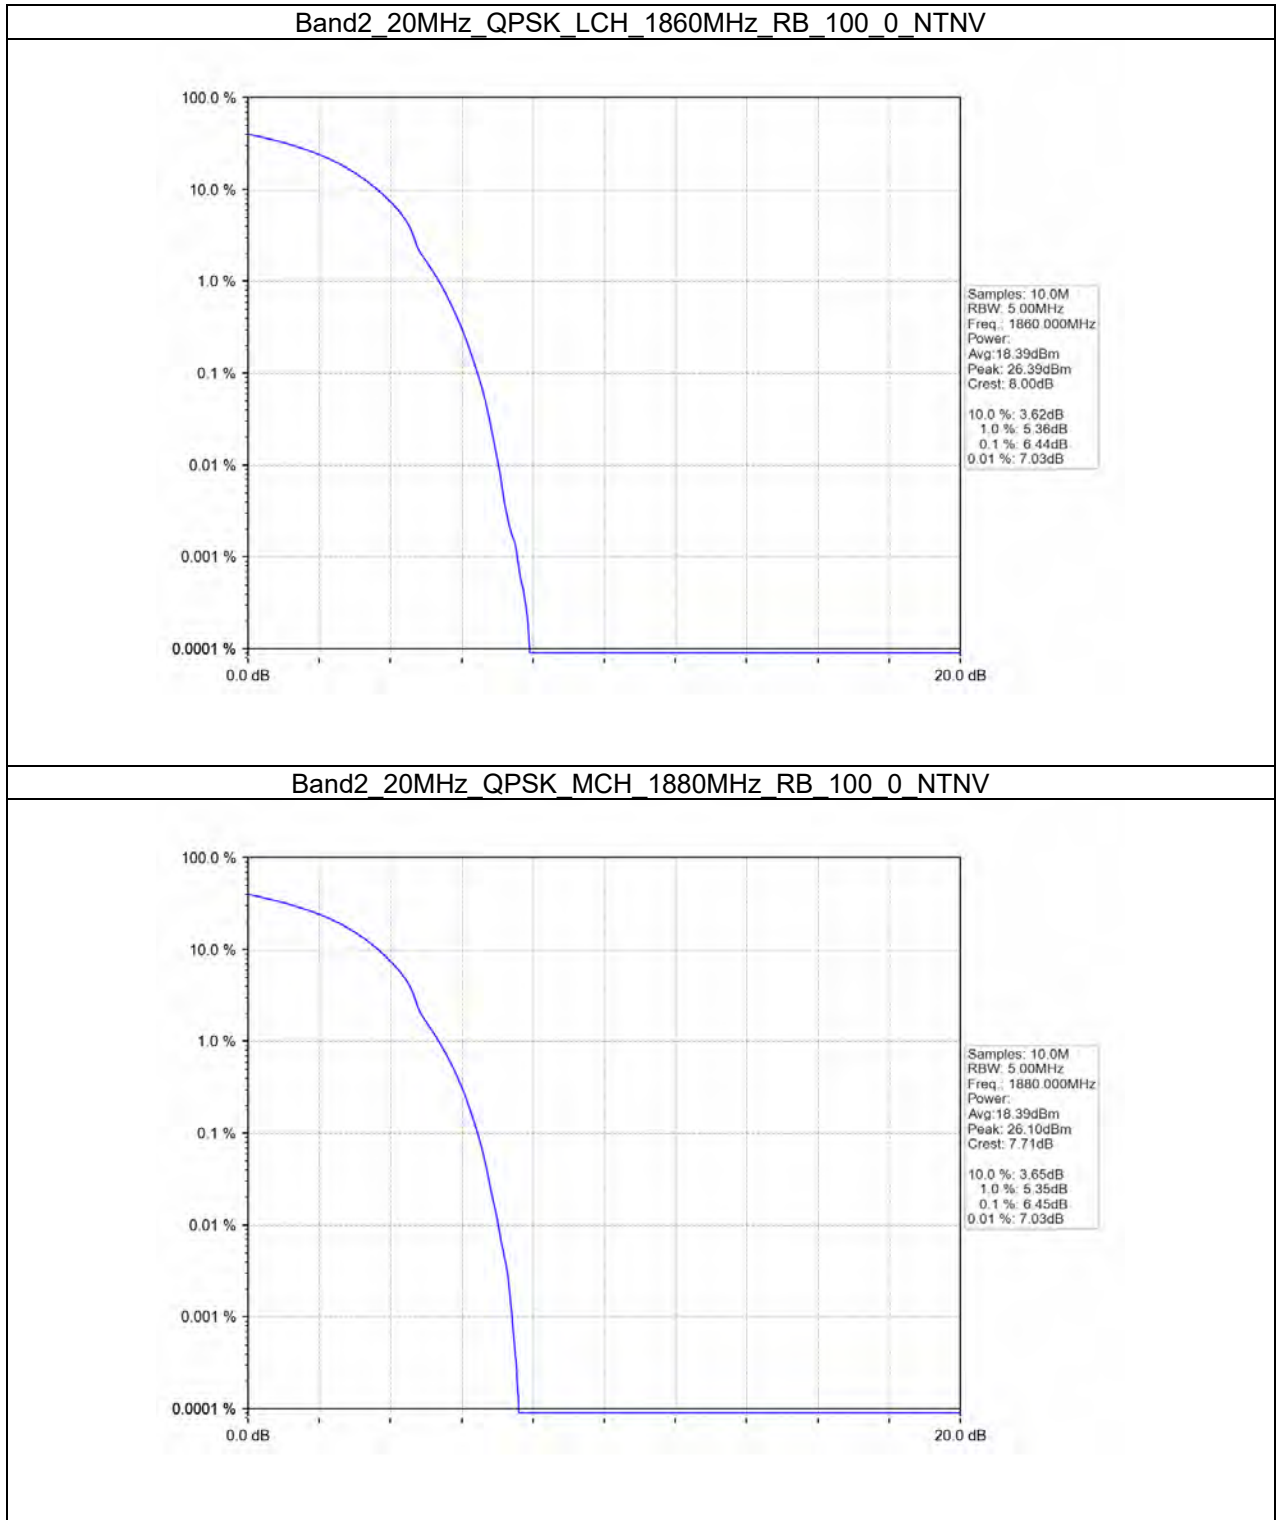 Band2_20MHz_QPSK_LCH_1860MHz_RB_100_0_NTNV
100.0 %
10.0 %
1.0 %
0.1 %
0.01 %
0.001 %
0.0001 %
0.0 dB
20.0 dB
Samples: 10.0M
RBW: 5.00MHz
Freq.: 1860.000MHz
Power:
Avg:18.39dBm
Peak: 26.39dBm
Crest: 8.00dB
10.0 %: 3.62dB
1.0 %: 5.36dB
0.1 %: 6.44dB
0.01 %: 7.03dB
Band2_20MHz_QPSK_MCH_1880MHz_RB_100_0_NTNV
100.0 %
10.0 %
1.0 %
0.1 %
0.01 %
0.001 %
0.0001 %
0.0 dB
20.0 dB
Samples: 10.0M
RBW: 5.00MHz
Freq.: 1880.000MHz
Power:
Avg:18.39dBm
Peak: 26.10dBm
Crest: 7.71dB
10.0 %: 3.65dB
1.0 %: 5.35dB
0.1 %: 6.45dB
0.01 %: 7.03dB